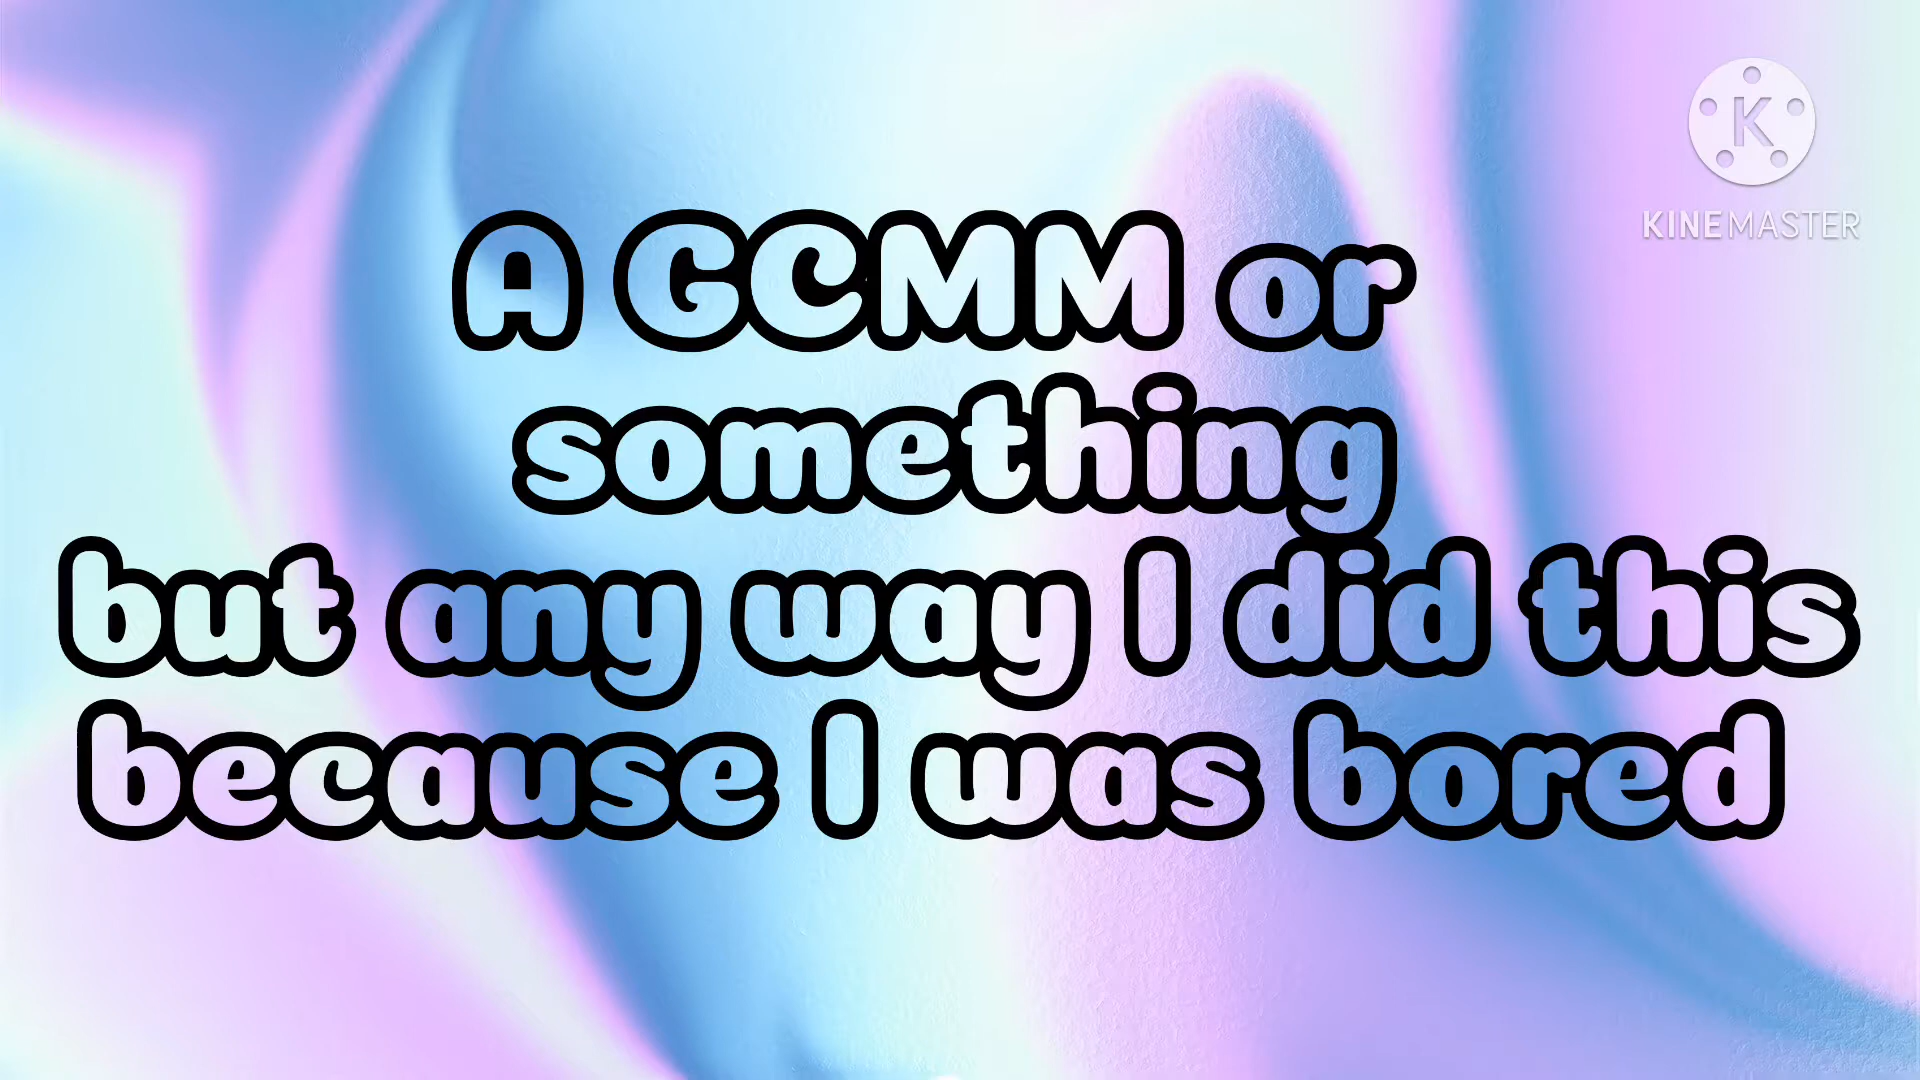 K
KINEMASTER
A GCMM or
something
but any way I did this
because I was bored